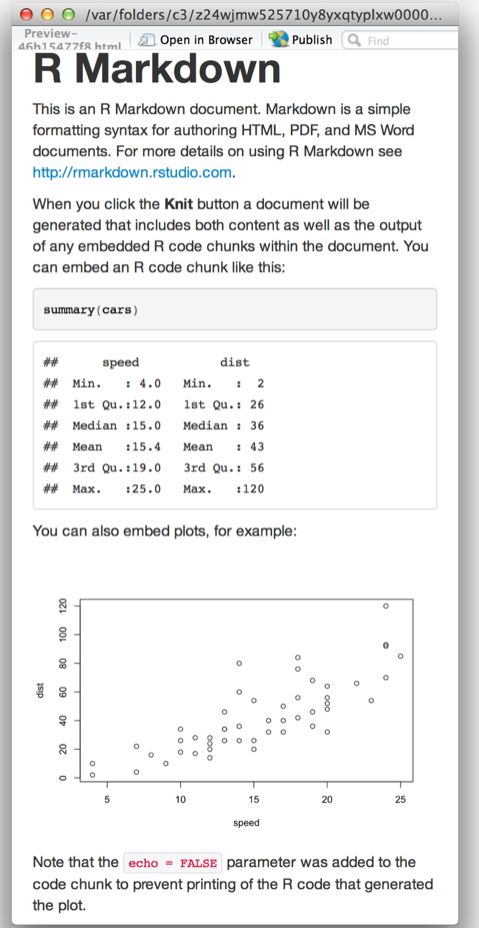 /var/folders/c3/z24wjmw525710y8yxqtyplxw0000...
Preview-
46b15477f8.html
Open in Browser
Publish
Find
R Markdown
This is an R Markdown document. Markdown is a simple
formatting syntax for authoring HTML, PDF, and MS Word
documents. For more details on using R Markdown see
http://rmarkdown.rstudio.com.
When you click the Knit button a document will be
generated that includes both content as well as the output
of any embedded R code chunks within the document. You
can embed an R code chunk like this:
summary(cars)
##      speed           dist
##  Min.   : 4.0   Min.   :  2
##  1st Qu.:12.0   1st Qu.: 26
##  Median :15.0   Median : 36
##  Mean   :15.4   Mean   : 43
##  3rd Qu.:19.0   3rd Qu.: 56
##  Max.   :25.0   Max.   :120
You can also embed plots, for example:
120
100
80
60
40
20
0
dist
5 10 15 20 25
speed
Note that the echo = FALSE parameter was added to the
code chunk to prevent printing of the R code that generated
the plot.